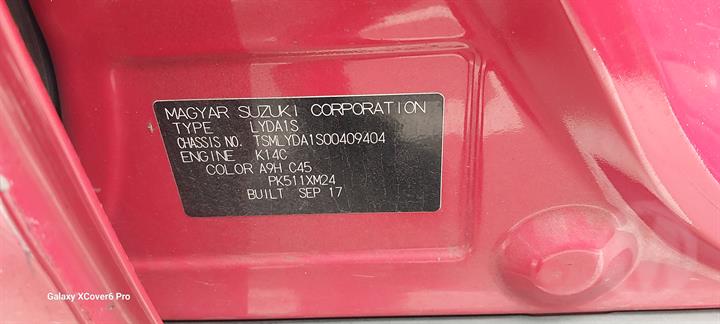 MAGYAR SUZUKI CORPORATION
TYPE LYDA1S
CHASSIS NO. TSMLYDA1S00409404
ENGINE K14C
COLOR A9H C45
PK511XM24
BUILT SEP 17
Galaxy XCover6 Pro